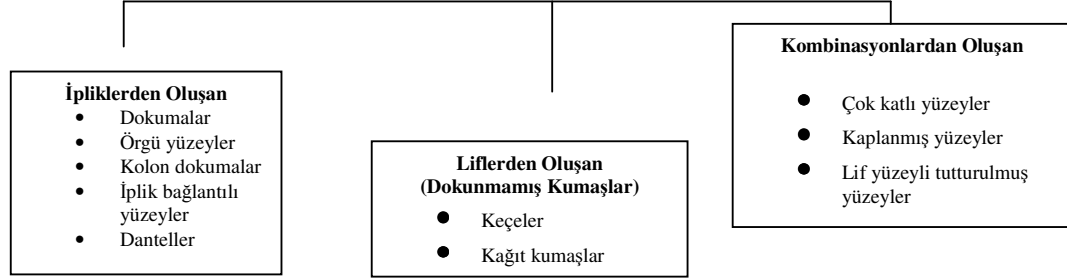 İpliklerden Oluşan
• Dokumalar
• Örgü yüzeyler
• Kolon dokumalar
• İplik bağlantılı
yüzeyler
• Danteller
Liflerden Oluşan
(Dokunmamış Kumaşlar)
● Keçeler
● Kağıt kumaşlar
Kombinasyonlardan Oluşan
● Çok katlı yüzeyler
● Kaplanmış yüzeyler
● Lif yüzeyli tutturulmuş
yüzeyler